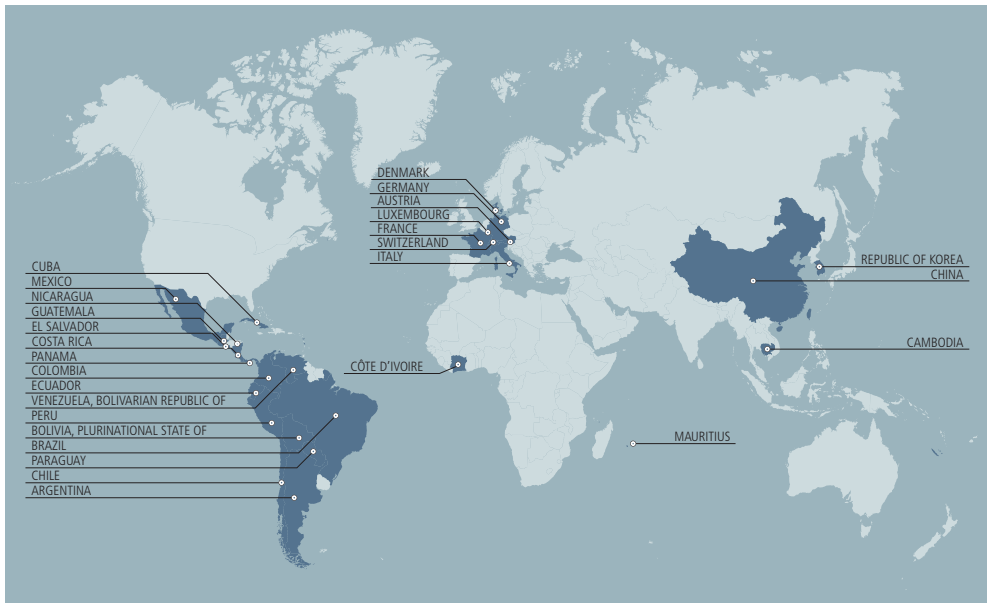 DENMARK
GERMANY
AUSTRIA
LUXEMBOURG
FRANCE
SWITZERLAND
ITALY
CUBA
MEXICO
NICARAGUA
GUATEMALA
EL SALVADOR
COSTA RICA
PANAMA
COLOMBIA
ECUADOR
VENEZUELA, BOLIVARIAN REPUBLIC OF
PERU
BOLIVIA, PLURINATIONAL STATE OF
BRAZIL
PARAGUAY
CHILE
ARGENTINA
CÔTE D’IVOIRE
REPUBLIC OF KOREA
CHINA
CAMBODIA
MAURITIUS